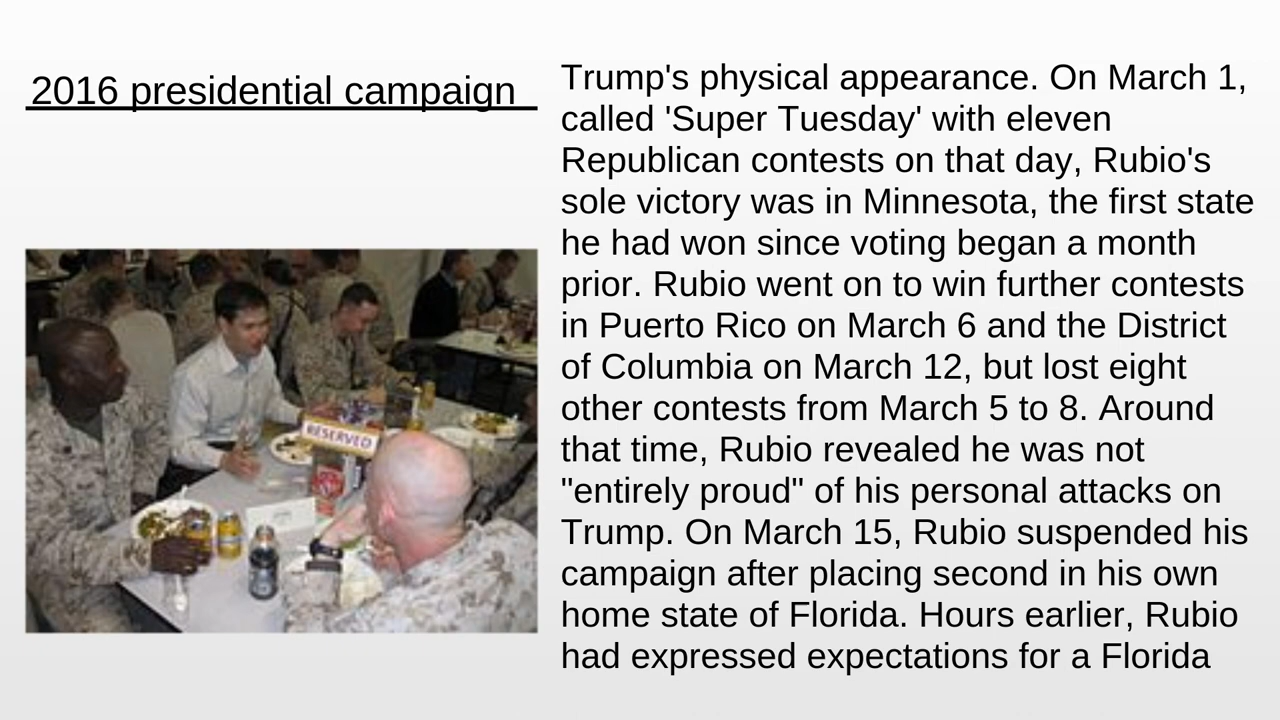 2016 presidential campaign
Trump's physical appearance. On March 1,
called 'Super Tuesday' with eleven
Republican contests on that day, Rubio's
sole victory was in Minnesota, the first state
he had won since voting began a month
prior. Rubio went on to win further contests
in Puerto Rico on March 6 and the District
of Columbia on March 12, but lost eight
other contests from March 5 to 8. Around
that time, Rubio revealed he was not
"entirely proud" of his personal attacks on
Trump. On March 15, Rubio suspended his
campaign after placing second in his own
home state of Florida. Hours earlier, Rubio
had expressed expectations for a Florida
RESERVED